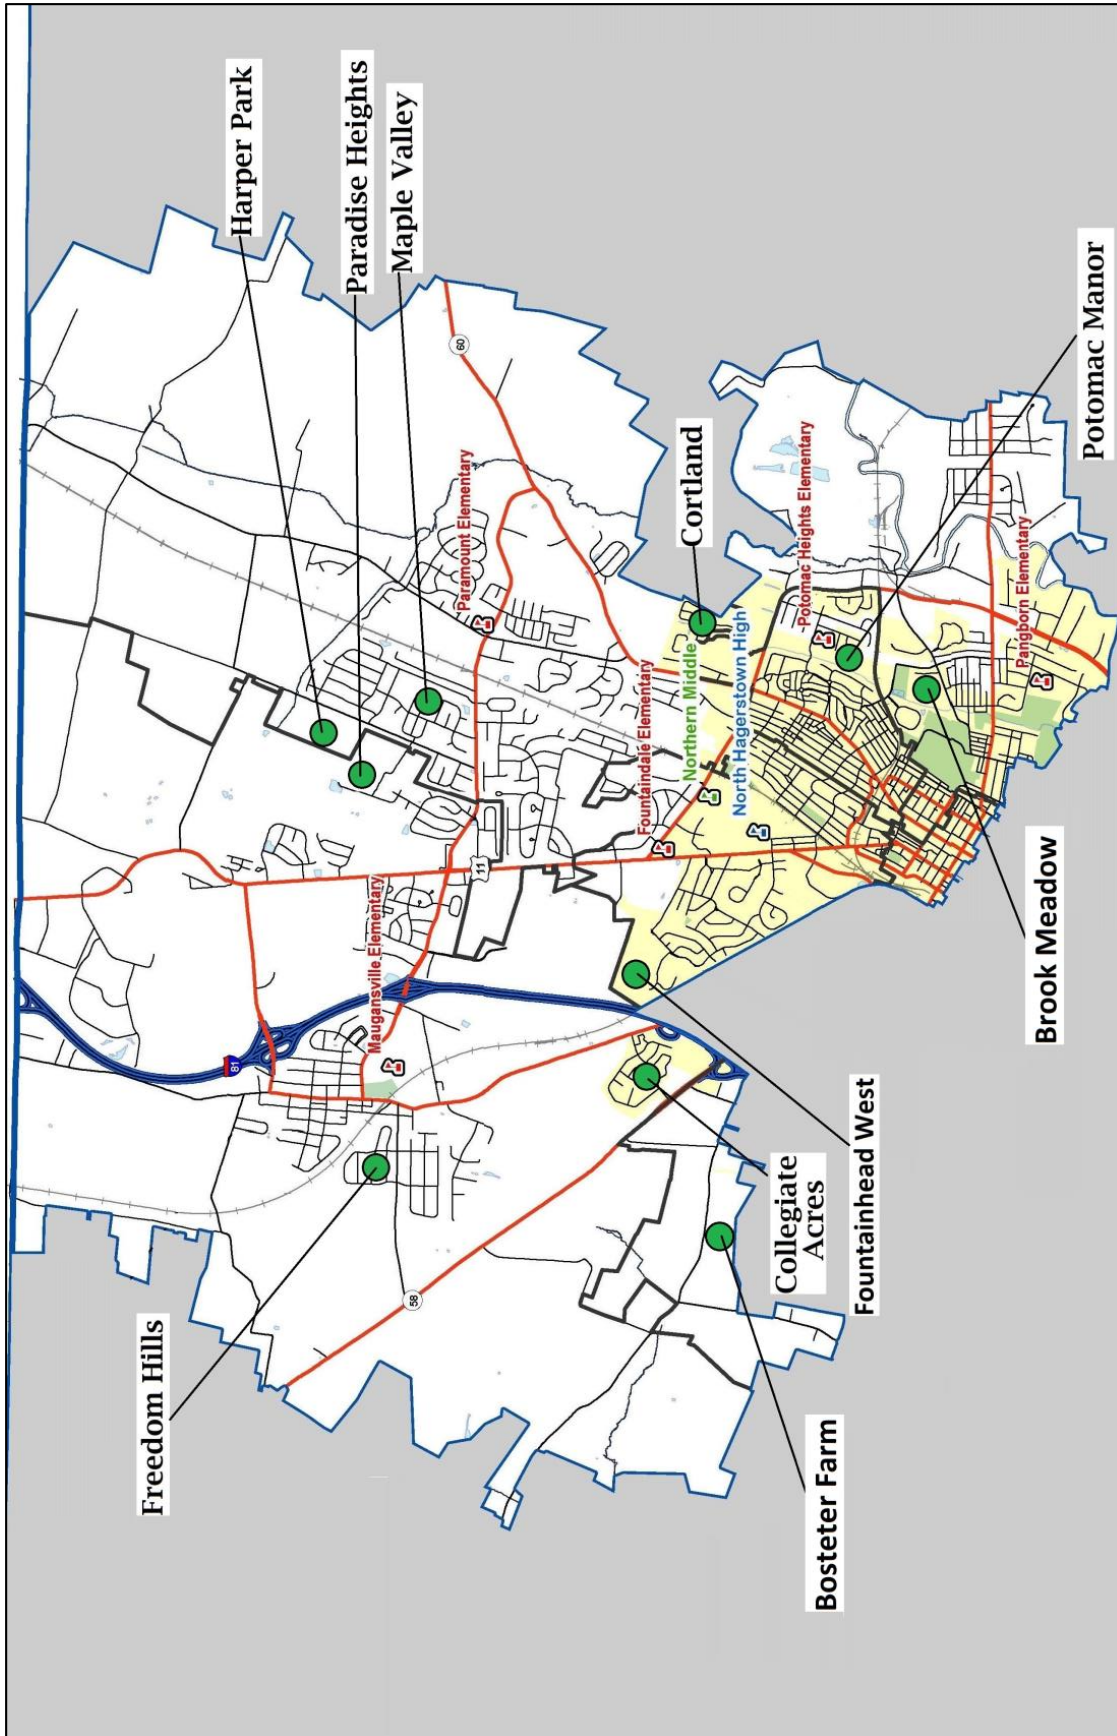 Harper Park
Paradise Heights
Maple Valley
60
Paramount Elementary
Cortland
Potomac Manor
Potomac Heights Elementary
Pangborn Elementary
Northern Middle
North Hagerstown High
Fountaindale Elementary
11
Maugansville Elementary
81
Brook Meadow
Fountainhead West
Collegiate
Acres
58
Freedom Hills
Bosteter Farm